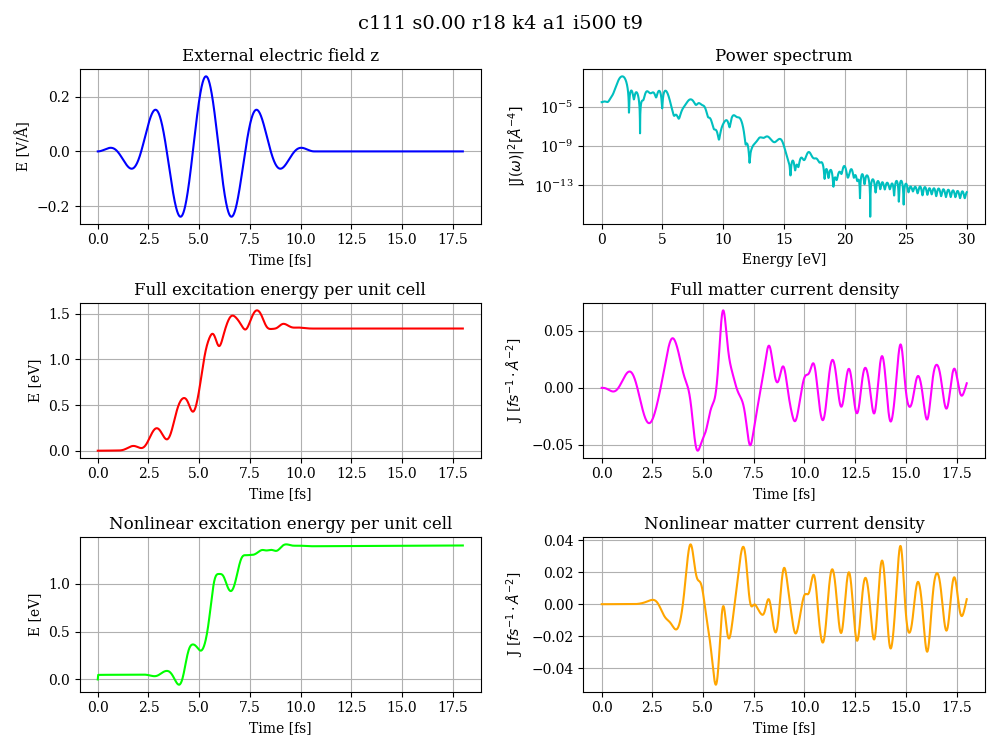 c111 s0.00 r18 k4 a1 i500 t9
External electric field z
E [V/Å]
0.2
0.0
−0.2
0.0 2.5 5.0 7.5 10.0 12.5 15.0 17.5
Time [fs]
Power spectrum
|J(ω)|² [Å⁻⁴]
10⁻⁵
10⁻⁹
10⁻¹³
0 5 10 15 20 25 30
Energy [eV]
Full excitation energy per unit cell
E [eV]
1.5
1.0
0.5
0.0
0.0 2.5 5.0 7.5 10.0 12.5 15.0 17.5
Time [fs]
Full matter current density
J [fs⁻¹ · Å⁻²]
0.05
0.00
−0.05
0.0 2.5 5.0 7.5 10.0 12.5 15.0 17.5
Time [fs]
Nonlinear excitation energy per unit cell
E [eV]
1.0
0.5
0.0
0.0 2.5 5.0 7.5 10.0 12.5 15.0 17.5
Time [fs]
Nonlinear matter current density
J [fs⁻¹ · Å⁻²]
0.04
0.02
0.00
−0.02
−0.04
0.0 2.5 5.0 7.5 10.0 12.5 15.0 17.5
Time [fs]